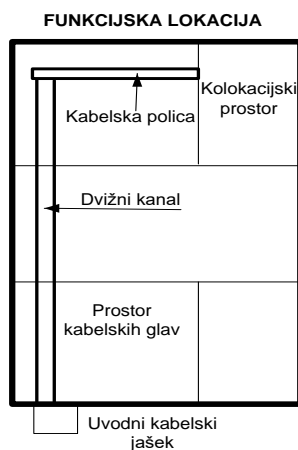 FUNKCIJSKA LOKACIJA
Kolokacijski
prostor
Kabelska polica
Dvižni kanal
Prostor
kabelskih glav
Uvodni kabelski
jašek